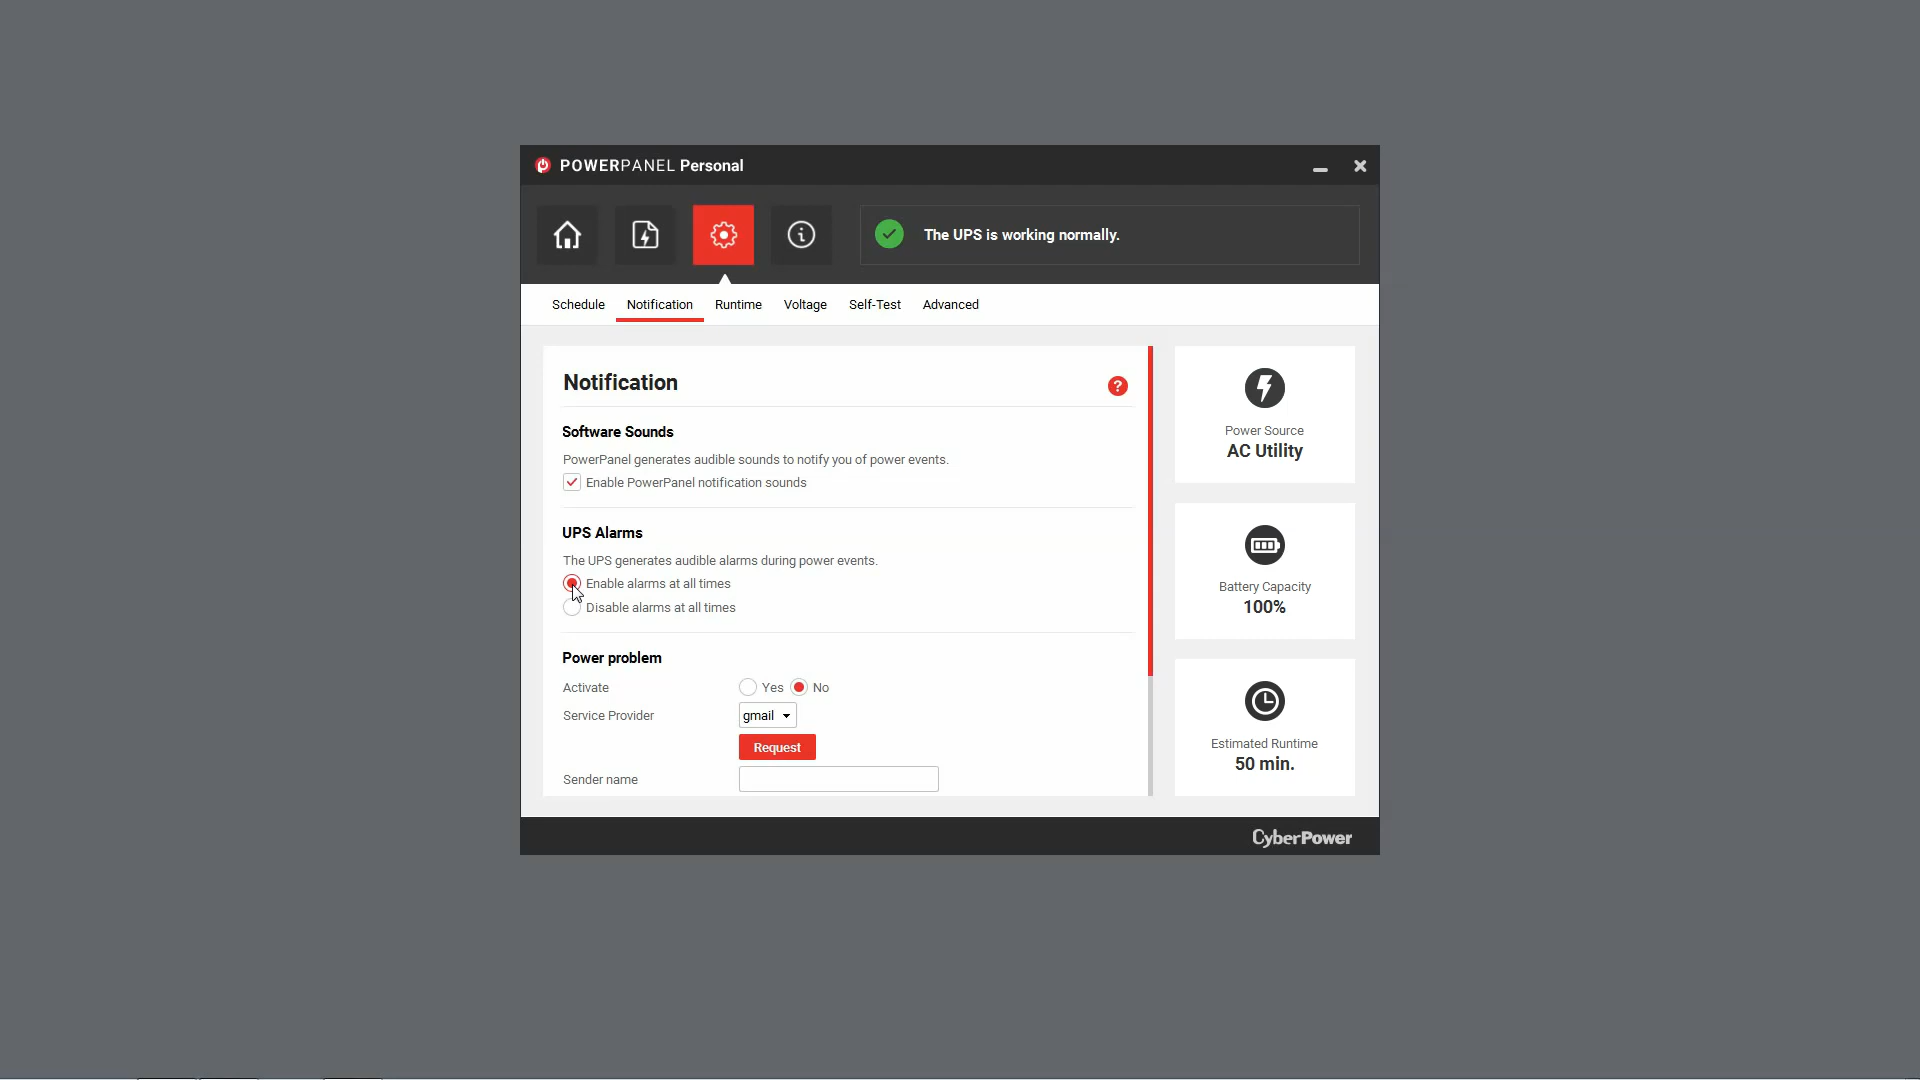 POWERPANEL Personal
The UPS is working normally.
Schedule Notification Runtime Voltage Self-Test Advanced
Notification
?
Software Sounds
PowerPanel generates audible sounds to notify you of power events.
Enable PowerPanel notification sounds
UPS Alarms
The UPS generates audible alarms during power events.
Enable alarms at all times
Disable alarms at all times
Power problem
Activate Yes No
Service Provider gmail
Request
Sender name
Power Source
AC Utility
Battery Capacity
100%
Estimated Runtime
50 min.
CyberPower